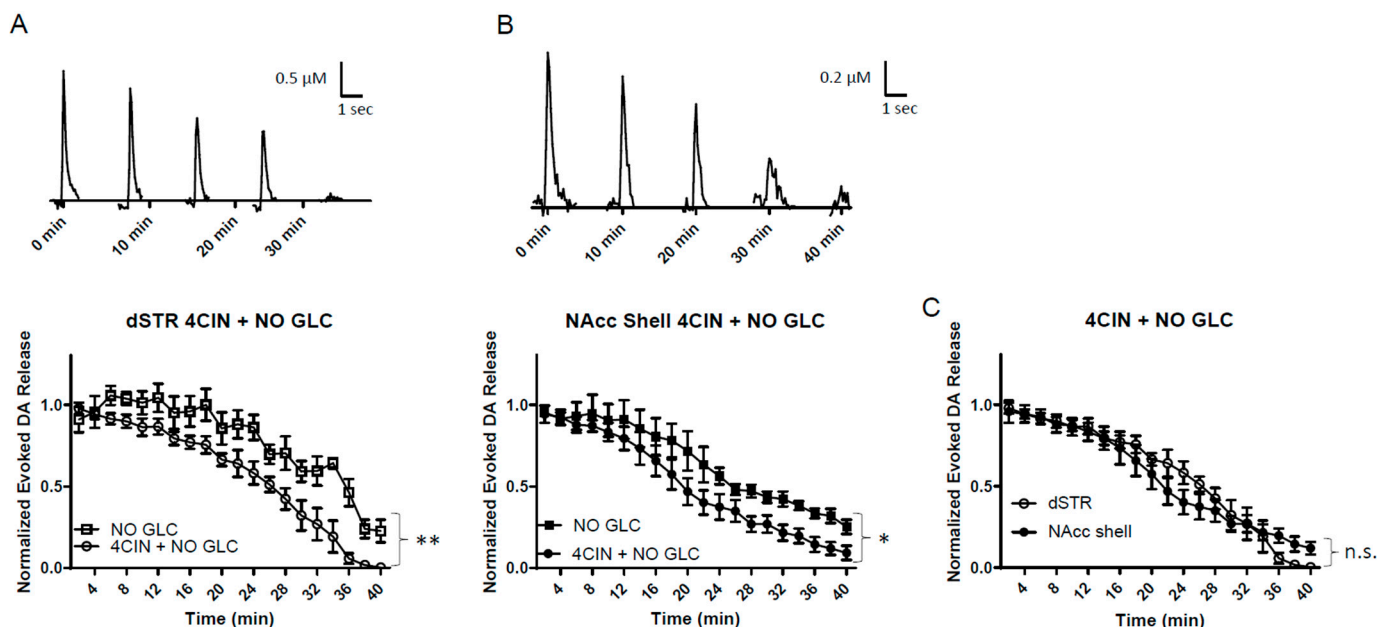 A
0.5 μM
1 sec
0 min
10 min
20 min
30 min
dSTR 4CIN + NO GLC
Normalized Evoked DA Release
1.0
0.5
0.0
NO GLC
4CIN + NO GLC
**
4 8 12 16 20 24 28 32 36 40
Time (min)
B
0.2 μM
1 sec
0 min
10 min
20 min
30 min
40 min
NAcc Shell 4CIN + NO GLC
Normalized Evoked DA Release
1.0
0.5
0.0
NO GLC
4CIN + NO GLC
*
4 8 12 16 20 24 28 32 36 40
Time (min)
C
4CIN + NO GLC
Normalized Evoked DA Release
1.0
0.5
0.0
dSTR
NAcc shell
n.s.
4 8 12 16 20 24 28 32 36 40
Time (min)